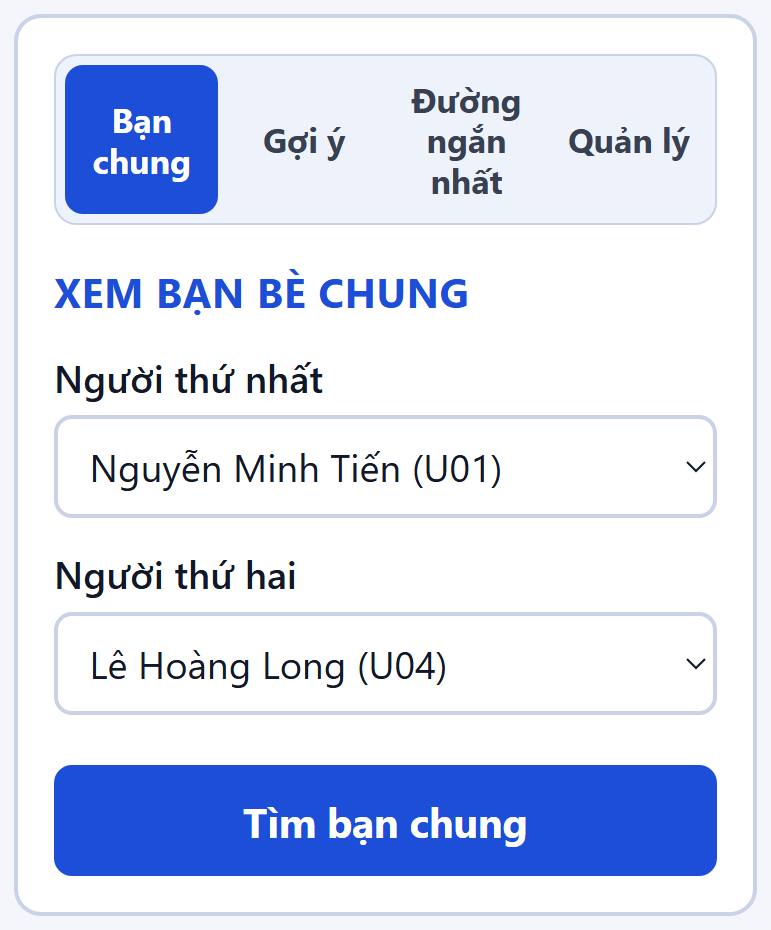 Bạn
chung
Gợi ý
Đường
ngắn
nhất
Quản lý
XEM BẠN BÈ CHUNG
Người thứ nhất
Nguyễn Minh Tiến (U01)
Người thứ hai
Lê Hoàng Long (U04)
Tìm bạn chung